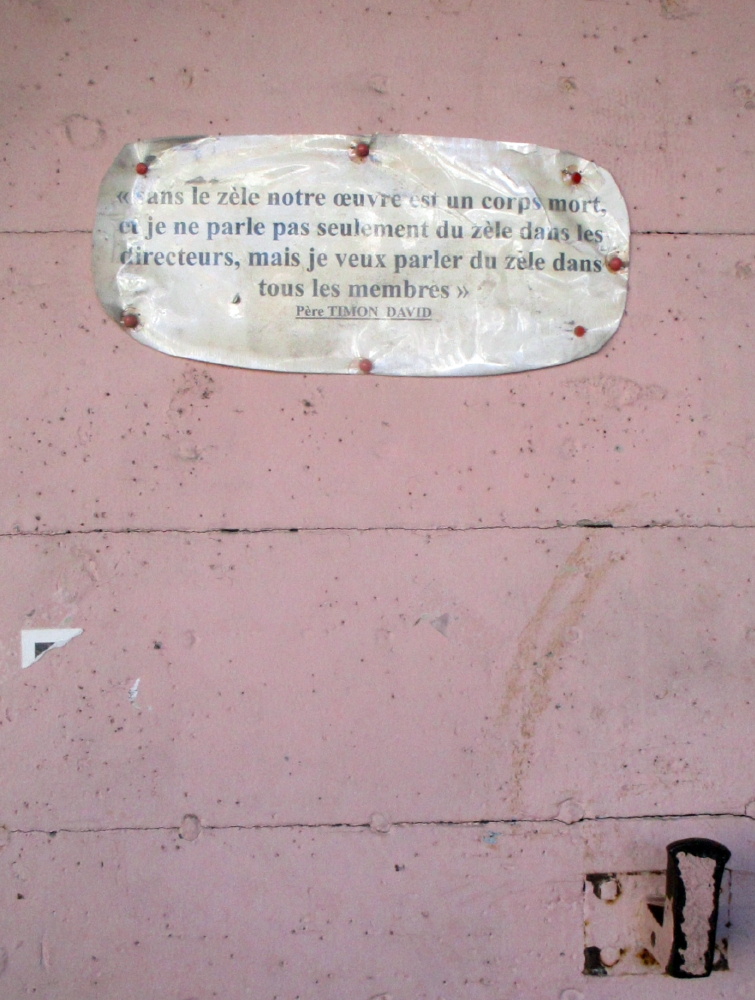 « sans le zèle notre œuvre est un corps mort,
et je ne parle pas seulement du zèle dans les
directeurs, mais je veux parler du zèle dans
tous les membres »
Père TIMON DAVID